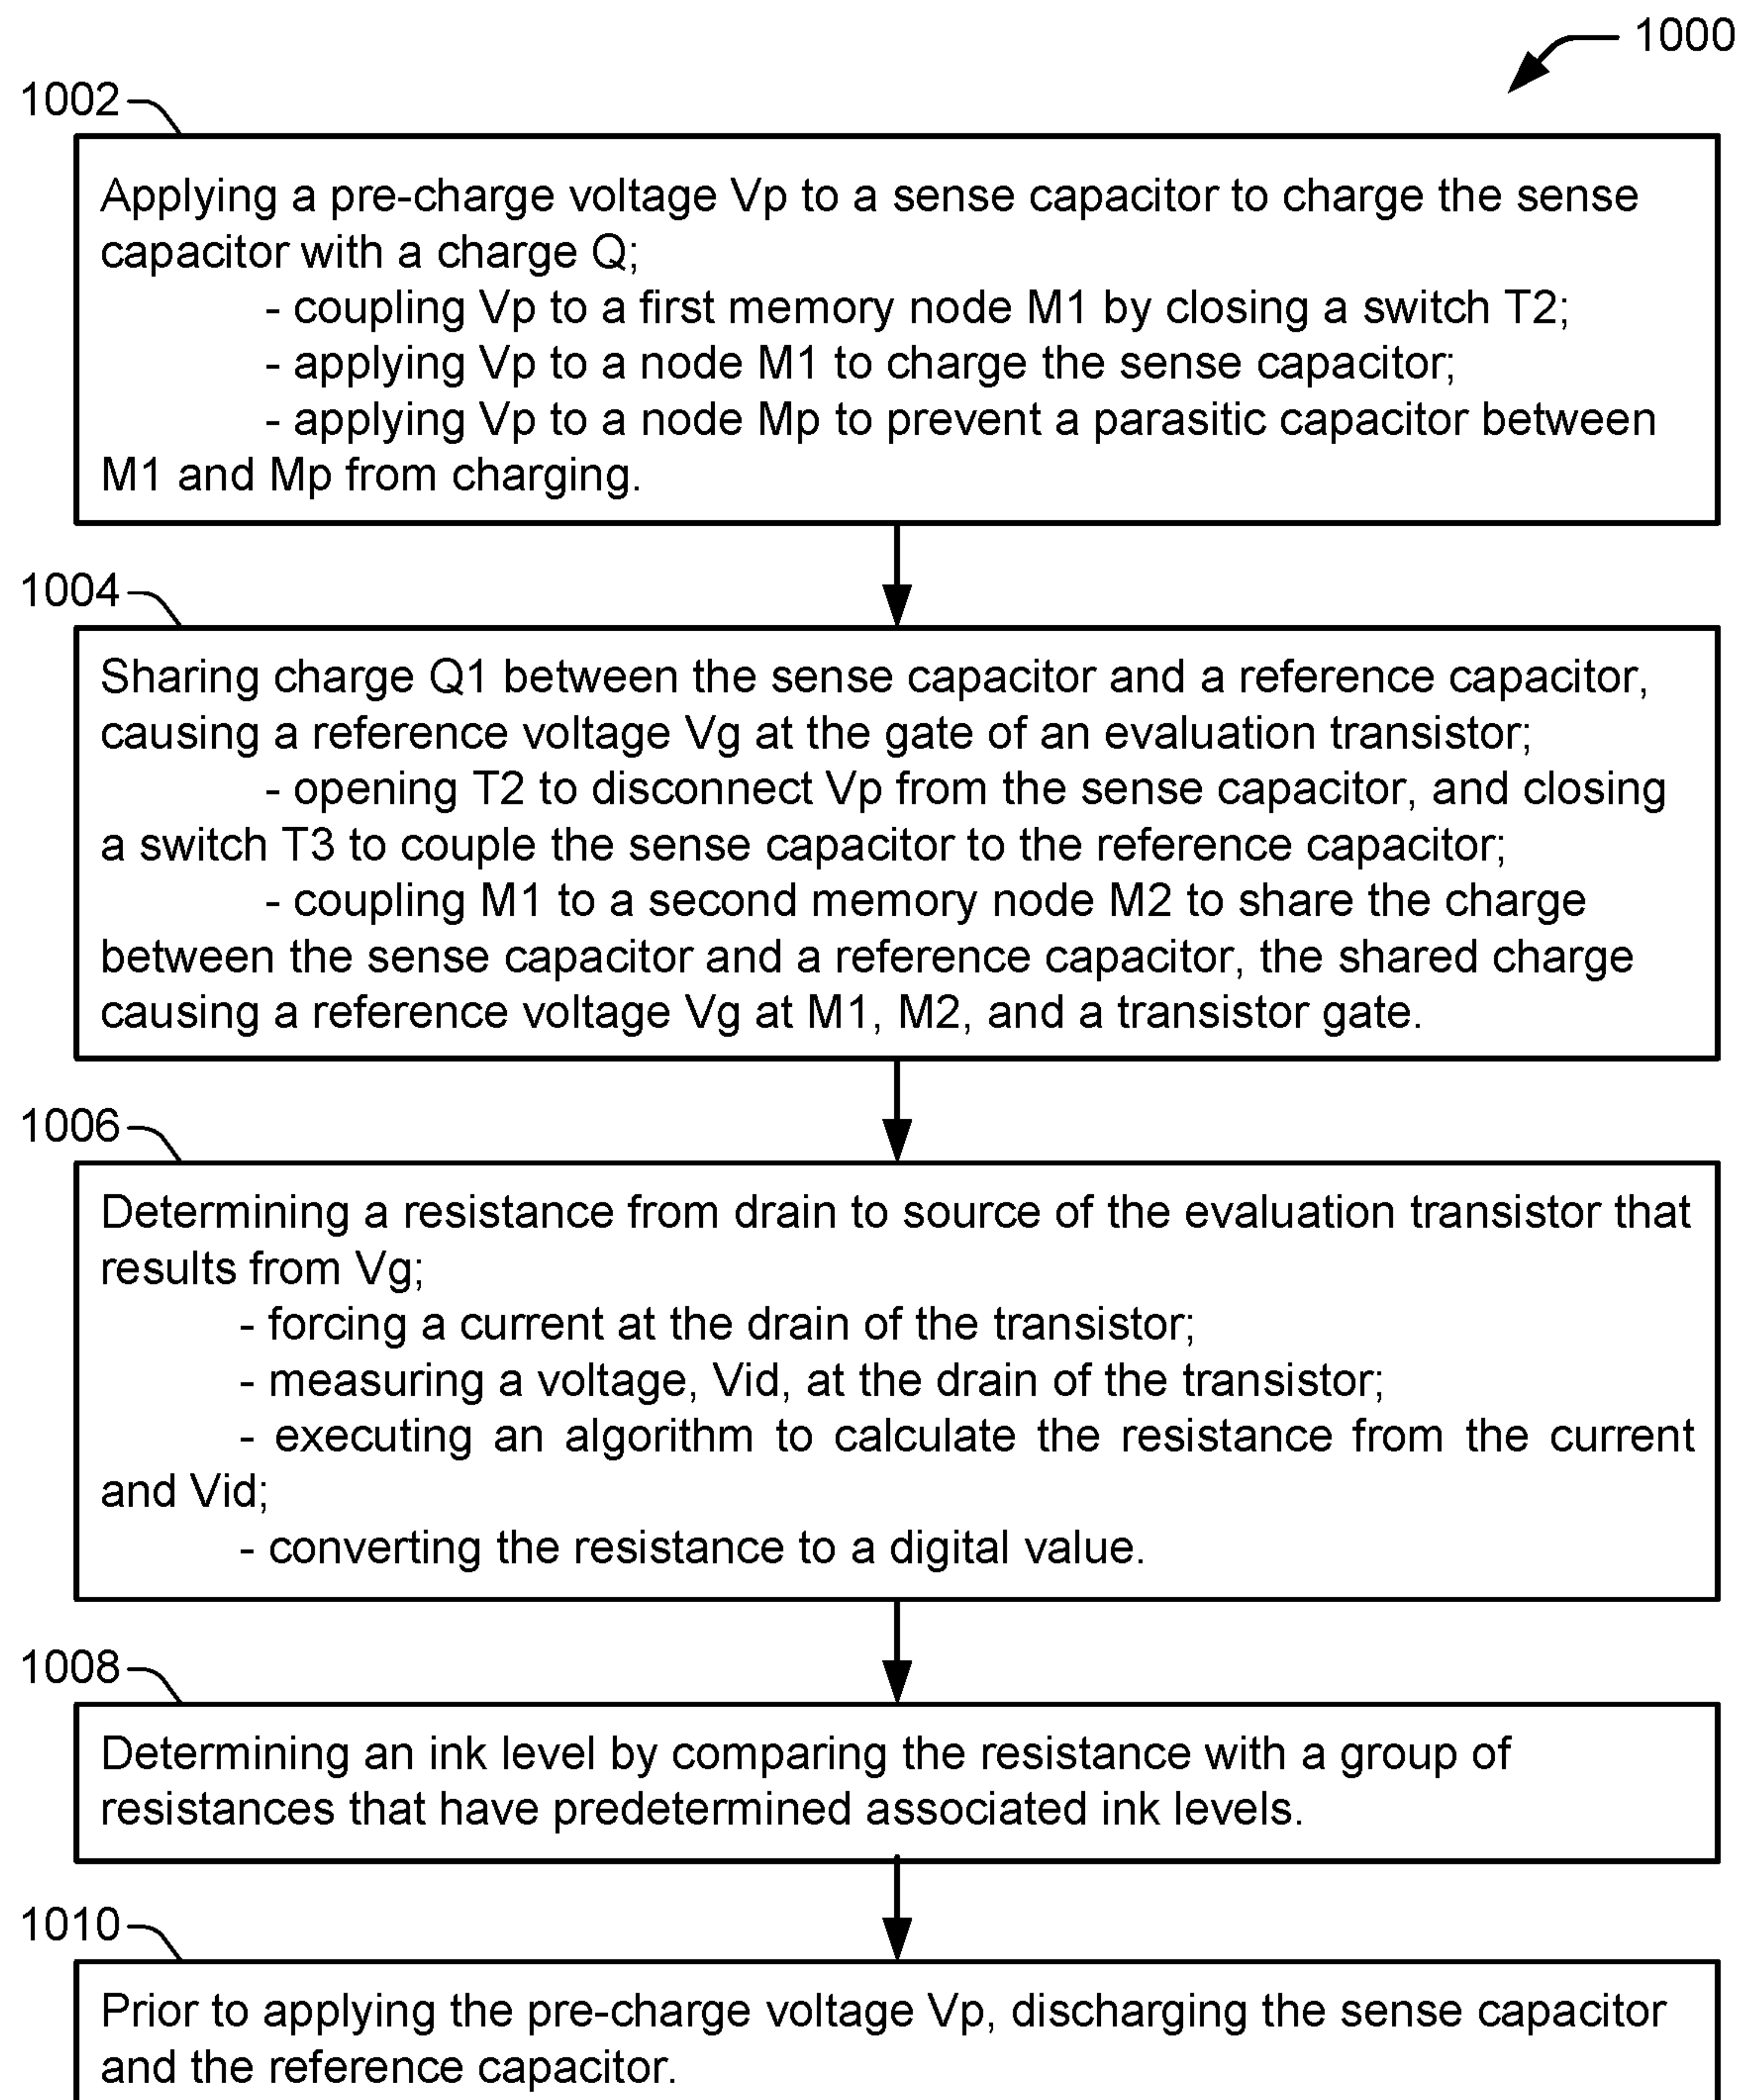 1000
1002
Applying a pre-charge voltage Vp to a sense capacitor to charge the sense
capacitor with a charge Q;
- coupling Vp to a first memory node M1 by closing a switch T2;
- applying Vp to a node M1 to charge the sense capacitor;
- applying Vp to a node Mp to prevent a parasitic capacitor between
M1 and Mp from charging.
1004
Sharing charge Q1 between the sense capacitor and a reference capacitor,
causing a reference voltage Vg at the gate of an evaluation transistor;
- opening T2 to disconnect Vp from the sense capacitor, and closing
a switch T3 to couple the sense capacitor to the reference capacitor;
- coupling M1 to a second memory node M2 to share the charge
between the sense capacitor and a reference capacitor, the shared charge
causing a reference voltage Vg at M1, M2, and a transistor gate.
1006
Determining a resistance from drain to source of the evaluation transistor that
results from Vg;
- forcing a current at the drain of the transistor;
- measuring a voltage, Vid, at the drain of the transistor;
- executing an algorithm to calculate the resistance from the current
and Vid;
- converting the resistance to a digital value.
1008
Determining an ink level by comparing the resistance with a group of
resistances that have predetermined associated ink levels.
1010
Prior to applying the pre-charge voltage Vp, discharging the sense capacitor
and the reference capacitor.